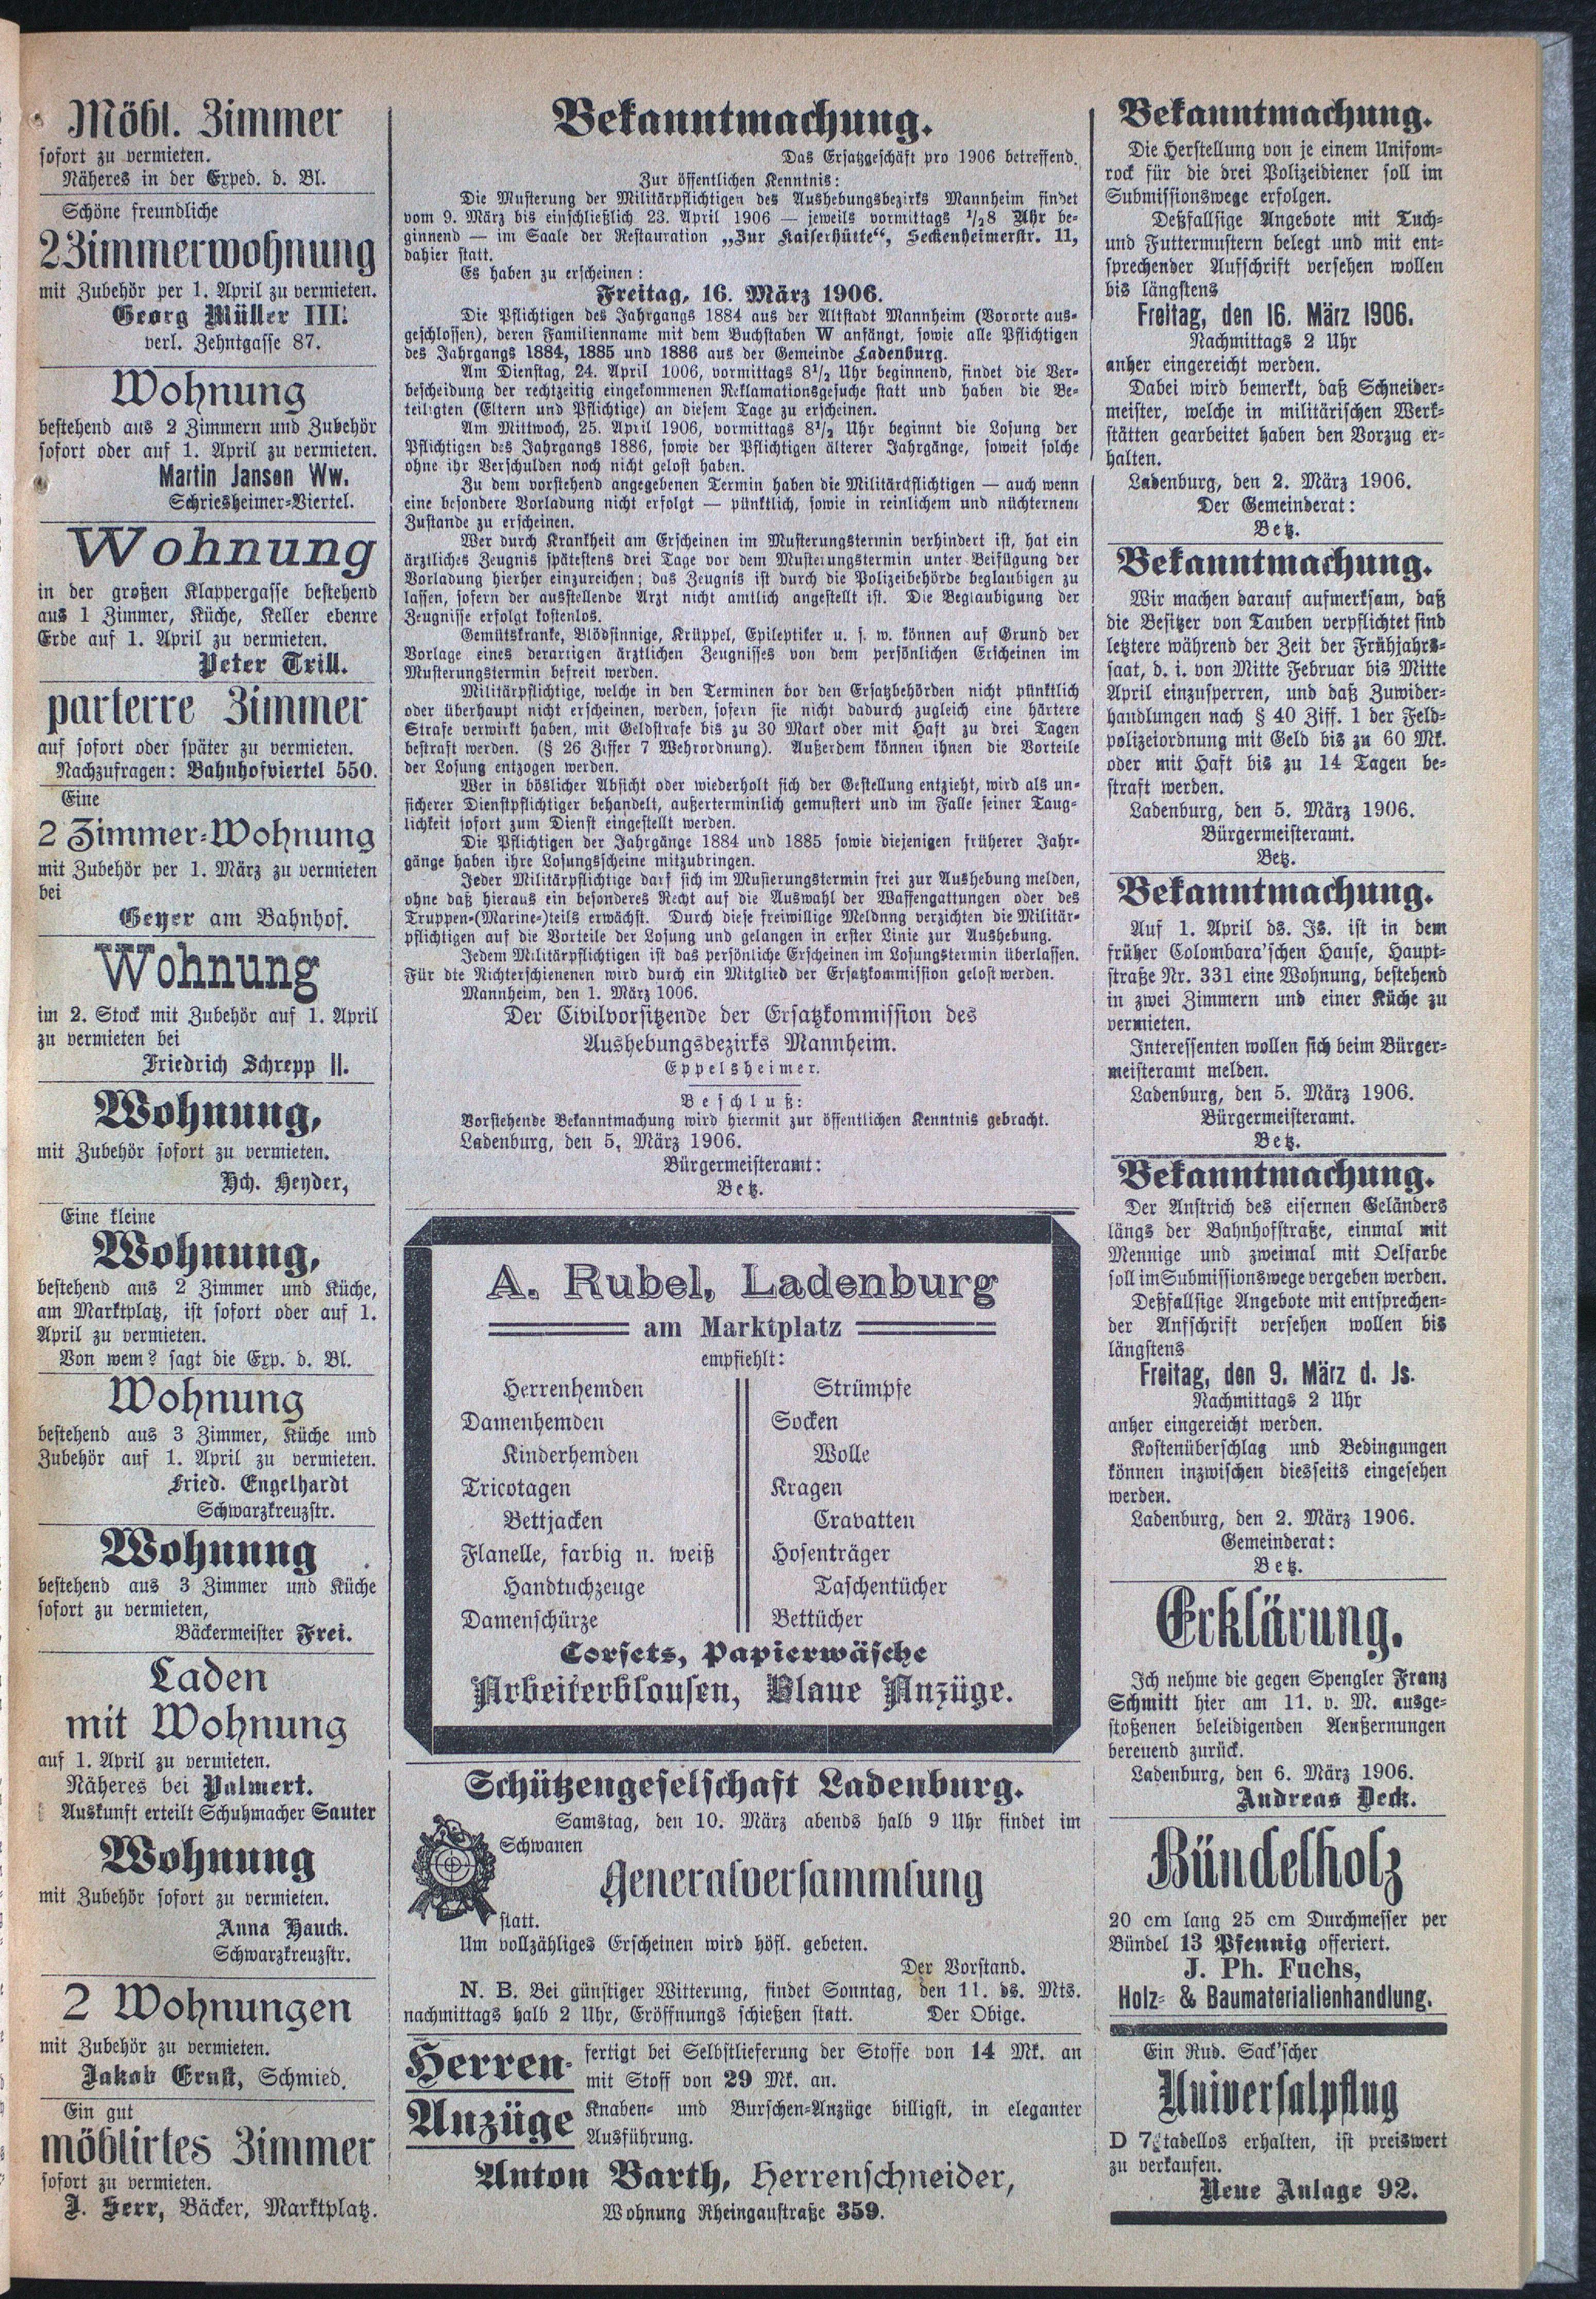 Möbl. Zimmer
sofort zu vermieten.
Näheres in der Exped. d. Bl.
Schöne freundliche
2Zimmerwohnung
mit Zubehör per 1. April zu vermieten.
Georg Müller III.
verl. Zehntgasse 87.
Wohnung
bestehend aus 2 Zimmern und Zubehör
sofort oder auf 1. April zu vermieten.
Martin Jansen Ww.
Schriesheimer-Viertel.
Wohnung
in der großen Klappergasse bestehend
aus 1 Zimmer, Küche, Keller ebenre
Erde auf 1. April zu vermieten.
Peter Trill.
parterre Zimmer
auf sofort oder später zu vermieten.
Nachzufragen: Bahnhofviertel 550.
Eine
2 Zimmer-Wohnung
mit Zubehör per 1. März zu vermieten
bei
Geyer am Bahnhof.
Wohnung
im 2. Stock mit Zubehör auf 1. April
zu vermieten bei
Friedrich Schrepp II.
Wohnung,
mit Zubehör sofort zu vermieten.
Hch. Heyder,
Eine kleine
Wohnung,
bestehend aus 2 Zimmer und Küche,
am Marktplatz, ist sofort oder auf 1.
April zu vermieten.
Von wem? sagt die Exp. d. Bl.
Wohnung
bestehend aus 3 Zimmer, Küche und
Zubehör auf 1. April zu vermieten.
Fried. Engelhardt
Schwarzkreuzstr.
Wohnung
bestehend aus 3 Zimmer und Küche
sofort zu vermieten,
Bäckermeister Frei.
Laden
mit Wohnung
auf 1. April zu vermieten.
Näheres bei Palmert.
Auskunft erteilt Schuhmacher Sauter
Wohnung
mit Zubehör sofort zu vermieten.
Anna Hauck.
Schwarzkreuzstr.
2 Wohnungen
mit Zubehör zu vermieten.
Jakob Ernst, Schmied.
Ein gut
möblirtes Zimmer
sofort zu vermieten.
J. Herr, Bäcker, Marktplatz.
Bekanntmachung.
Das Ersatzgeschäft pro 1906 betreffend.
Zur öffentlichen Kenntnis:
Die Musterung der Militärpflichtigen des Aushebungsbezirks Mannheim findet
vom 9. März bis einschließlich 23. April 1906 — jeweils vormittags 1/28 Uhr be-
ginnend — im Saale der Restauration „Zur Kaiserhütte“, Seckenheimerstr. 11,
dahier statt.
Es haben zu erscheinen:
Freitag, 16. März 1906.
Die Pflichtigen des Jahrgangs 1884 aus der Altstadt Mannheim (Vororte aus-
geschlossen), deren Familienname mit dem Buchstaben W anfängt, sowie alle Pflichtigen
des Jahrgangs 1884, 1885 und 1886 aus der Gemeinde Ladenburg.
Am Dienstag, 24. April 1006, vormittags 81/2 Uhr beginnend, findet die Ver-
bescheidung der rechtzeitig eingekommenen Reklamationsgesuche statt und haben die Be-
teiligten (Eltern und Pflichtige) an diesem Tage zu erscheinen.
Am Mittwoch, 25. April 1906, vormittags 81/2 Uhr beginnt die Losung der
Pflichtigen des Jahrgangs 1886, sowie der Pflichtigen älterer Jahrgänge, soweit solche
ohne ihr Verschulden noch nicht gelost haben.
Zu dem vorstehend angegebenen Termin haben die Militärdflichtigen — auch wenn
eine besondere Vorladung nicht erfolgt — pünktlich, sowie in reinlichem und nüchternem
Zustande zu erscheinen.
Wer durch Krankheit am Erscheinen im Musterungstermin verhindert ist, hat ein
ärztliches Zeugnis spätestens drei Tage vor dem Musterungstermin unter Beifügung der
Vorladung hierher einzureichen; das Zeugnis ist durch die Polizeibehörde beglaubigen zu
lassen, sofern der ausstellende Arzt nicht amtlich angestellt ist. Die Beglaubigung der
Zeugnisse erfolgt kostenlos.
Gemütskranke, Blödsinnige, Krüppel, Epileptiker u. s. w. können auf Grund der
Vorlage eines derartigen ärztlichen Zeugnisses von dem persönlichen Erscheinen im
Musterungstermin befreit werden.
Militärpflichtige, welche in den Terminen vor den Ersatzbehörden nicht pünktlich
oder überhaupt nicht erscheinen, werden, sofern sie nicht dadurch zugleich eine härtere
Strafe verwirkt haben, mit Geldstrafe bis zu 30 Mark oder mit Haft zu drei Tagen
bestraft werden. (§ 26 Ziffer 7 Wehrordnung). Außerdem können ihnen die Vorteile
der Losung entzogen werden.
Wer in böslicher Absicht oder wiederholt sich der Gestellung entzieht, wird als un-
sicherer Dienstpflichtiger behandelt, außerterminlich gemustert und im Falle seiner Taug-
lichkeit sofort zum Dienst eingestellt werden.
Die Pflichtigen der Jahrgänge 1884 und 1885 sowie diejenigen früherer Jahr-
gänge haben ihre Losungsscheine mitzubringen.
Jeder Militärpflichtige darf sich im Musterungstermin frei zur Aushebung melden,
ohne daß hieraus ein besonderes Recht auf die Auswahl der Waffengattungen oder des
Truppen-(Marine-)teils erwächst. Durch diese freiwillige Meldnng verzichten die Militär-
pflichtigen auf die Vorteile der Losung und gelangen in erster Linie zur Aushebung.
Jedem Militärpflichtigen ist das persönliche Erscheinen im Losungstermin überlassen.
Für die Nichterschienenen wird durch ein Mitglied der Ersatzkommission gelost werden.
Mannheim, den 1. März 1006.
Der Civilvorsitzende der Ersatzkommission des
Aushebungsbezirks Mannheim.
Eppelsheimer.
Beschluß:
Vorstehende Bekanntmachung wird hiermit zur öffentlichen Kenntnis gebracht.
Ladenburg, den 5. März 1906.
Bürgermeisteramt:
Betz.
A. Rubel, Ladenburg
am Marktplatz
empfiehlt:
Herrenhemden
Damenhemden
Kinderhemden
Tricotagen
Bettjacken
Flanelle, farbig n. weiß
Handtuchzeuge
Damenschürze
Strümpfe
Socken
Wolle
Kragen
Cravatten
Hosenträger
Taschentücher
Bettücher
Corsets, Papierwäsche
Arbeiterblousen, Blaue Anzüge.
Schützengeselschaft Ladenburg.
Samstag, den 10. März abends halb 9 Uhr findet im
Schwanen
Generalversammlung
statt.
Um vollzähliges Erscheinen wird höfl. gebeten.
Der Vorstand.
N. B. Bei günstiger Witterung, findet Sonntag, den 11. ds. Mts.
nachmittags halb 2 Uhr, Eröffnungs schießen statt. Der Obige.
Herren-
Anzüge
fertigt bei Selbstlieferung der Stoffe von 14 Mk. an
mit Stoff von 29 Mk. an.
Knaben- und Burschen-Anzüge billigst, in eleganter
Ausführung.
Anton Barth, Herrenschneider,
Wohnung Rheingaustraße 359.
Bekanntmachung.
Die Herstellung von je einem Unifom-
rock für die drei Polizeidiener soll im
Submissionswege erfolgen.
Deßfallsige Angebote mit Tuch-
und Futtermustern belegt und mit ent-
sprechender Aufschrift versehen wollen
bis längstens
Freitag, den 16. März 1906.
Nachmittags 2 Uhr
anher eingereicht werden.
Dabei wird bemerkt, daß Schneider-
meister, welche in militärischen Werk-
stätten gearbeitet haben den Vorzug er-
halten.
Ladenburg, den 2. März 1906.
Der Gemeinderat:
Betz.
Bekanntmachung.
Wir machen darauf aufmerksam, daß
die Besitzer von Tauben verpflichtet sind
letztere während der Zeit der Frühjahrs-
saat, d. i. von Mitte Februar bis Mitte
April einzusperren, und daß Zuwider-
handlungen nach § 40 Ziff. 1 der Feld-
polizeiordnung mit Geld bis zu 60 Mk.
oder mit Haft bis zu 14 Tagen be-
straft werden.
Ladenburg, den 5. März 1906.
Bürgermeisteramt.
Betz.
Bekanntmachung.
Auf 1. April ds. Js. ist in dem
früher Colombara'schen Hause, Haupt-
straße Nr. 331 eine Wohnung, bestehend
in zwei Zimmern und einer Küche zu
vermieten.
Interessenten wollen sich beim Bürger-
meisteramt melden.
Ladenburg, den 5. März 1906.
Bürgermeisteramt.
Betz.
Bekanntmachung.
Der Anstrich des eisernen Geländers
längs der Bahnhofstraße, einmal mit
Mennige und zweimal mit Oelfarbe
soll im Submissionswege vergeben werden.
Deßfallsige Angebote mit entsprechen-
der Anfschrift versehen wollen bis
längstens
Freitag, den 9. März d. Js.
Nachmittags 2 Uhr
anher eingereicht werden.
Kostenüberschlag und Bedingungen
können inzwischen diesseits eingesehen
werden.
Ladenburg, den 2. März 1906.
Gemeinderat:
Betz.
Erklärung.
Ich nehme die gegen Spengler Franz
Schmitt hier am 11. v. M. ausge-
stoßenen beleidigenden Aenßernungen
bereuend zurück.
Ladenburg, den 6. März 1906.
Andreas Deck.
Bündelholz
20 cm lang 25 cm Durchmesser per
Bündel 13 Pfennig offeriert.
J. Ph. Fuchs,
Holz- & Baumaterialienhandlung.
Ein Rud. Sack'scher
Universalpflug
D 7 tadellos erhalten, ist preiswert
zu verkaufen.
Neue Anlage 92.